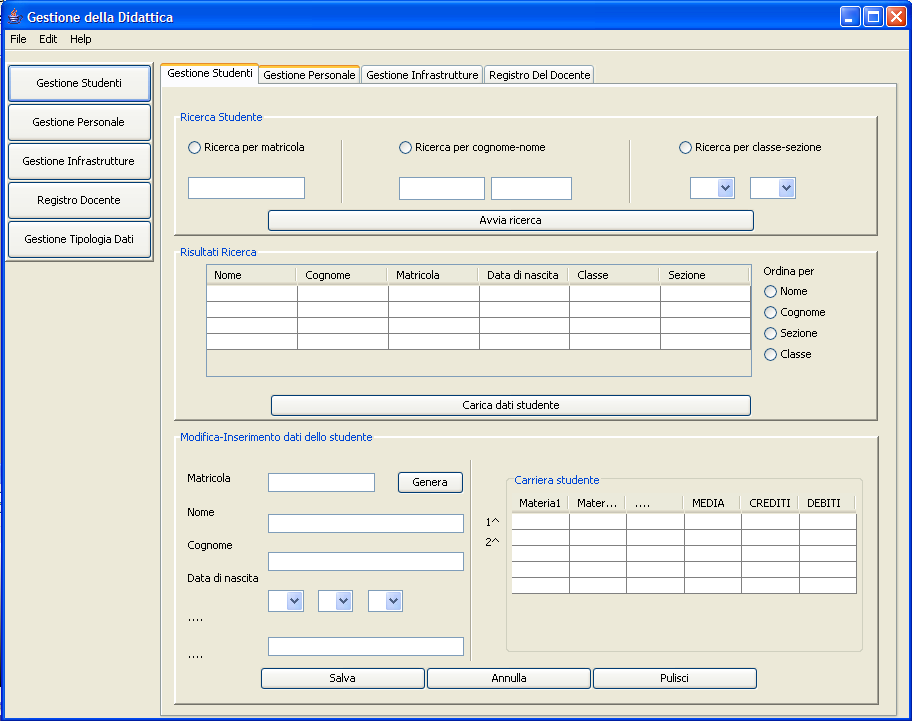 Gestione della Didattica
File Edit Help
Gestione Studenti
Gestione Personale
Gestione Infrastrutture
Registro Docente
Gestione Tipologia Dati
Gestione Studenti Gestione Personale Gestione Infrastrutture Registro Del Docente
Ricerca Studente
Ricerca per matricola Ricerca per cognome-nome Ricerca per classe-sezione
Avvia ricerca
Risultati Ricerca
Nome Cognome Matricola Data di nascita Classe Sezione
Ordina per
Nome
Cognome
Sezione
Classe
Carica dati studente
Modifica-Inserimento dati dello studente
Matricola Genera
Nome
Cognome
Data di nascita
....
....
Carriera studente
Materia1 Mater... .... MEDIA CREDITI DEBITI
1^
2^
Salva Annulla Pulisci